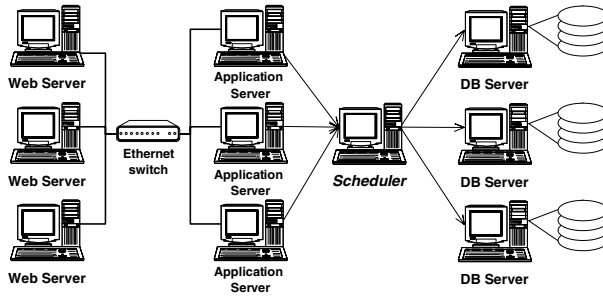 Web Server
Application
Server
DB Server
Web Server
Ethernet
switch
Application
Server
Scheduler
DB Server
Web Server
Application
Server
DB Server